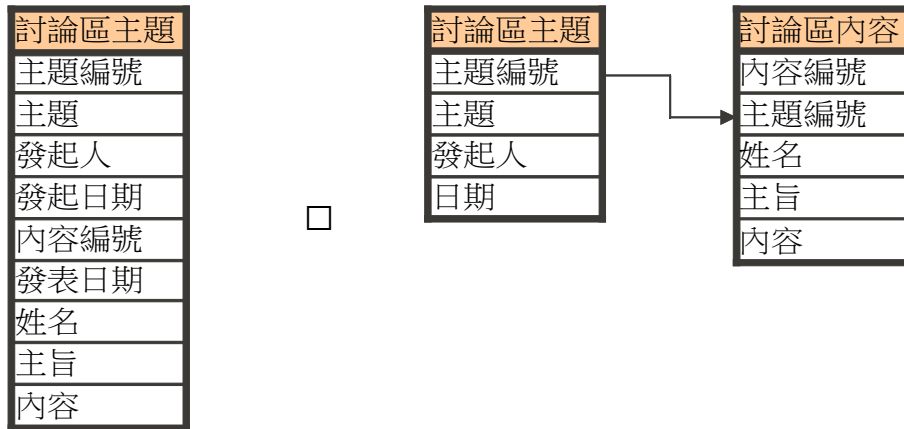 討論區主題
主題編號
主題
發起人
發起日期
內容編號
發表日期
姓名
主旨
內容
討論區主題
主題編號
主題
發起人
日期
討論區內容
內容編號
主題編號
姓名
主旨
內容